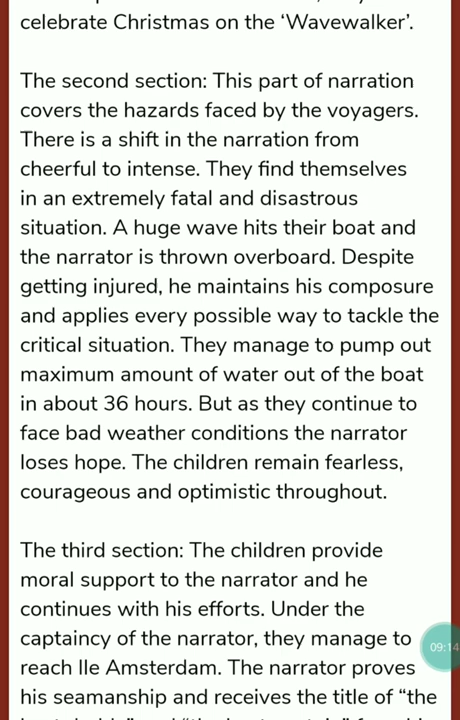 celebrate Christmas on the ‘Wavewalker’.
The second section: This part of narration
covers the hazards faced by the voyagers.
There is a shift in the narration from
cheerful to intense. They find themselves
in an extremely fatal and disastrous
situation. A huge wave hits their boat and
the narrator is thrown overboard. Despite
getting injured, he maintains his composure
and applies every possible way to tackle the
critical situation. They manage to pump out
maximum amount of water out of the boat
in about 36 hours. But as they continue to
face bad weather conditions the narrator
loses hope. The children remain fearless,
courageous and optimistic throughout.
The third section: The children provide
moral support to the narrator and he
continues with his efforts. Under the
captaincy of the narrator, they manage to
09:14
reach Ile Amsterdam. The narrator proves
his seamanship and receives the title of “the